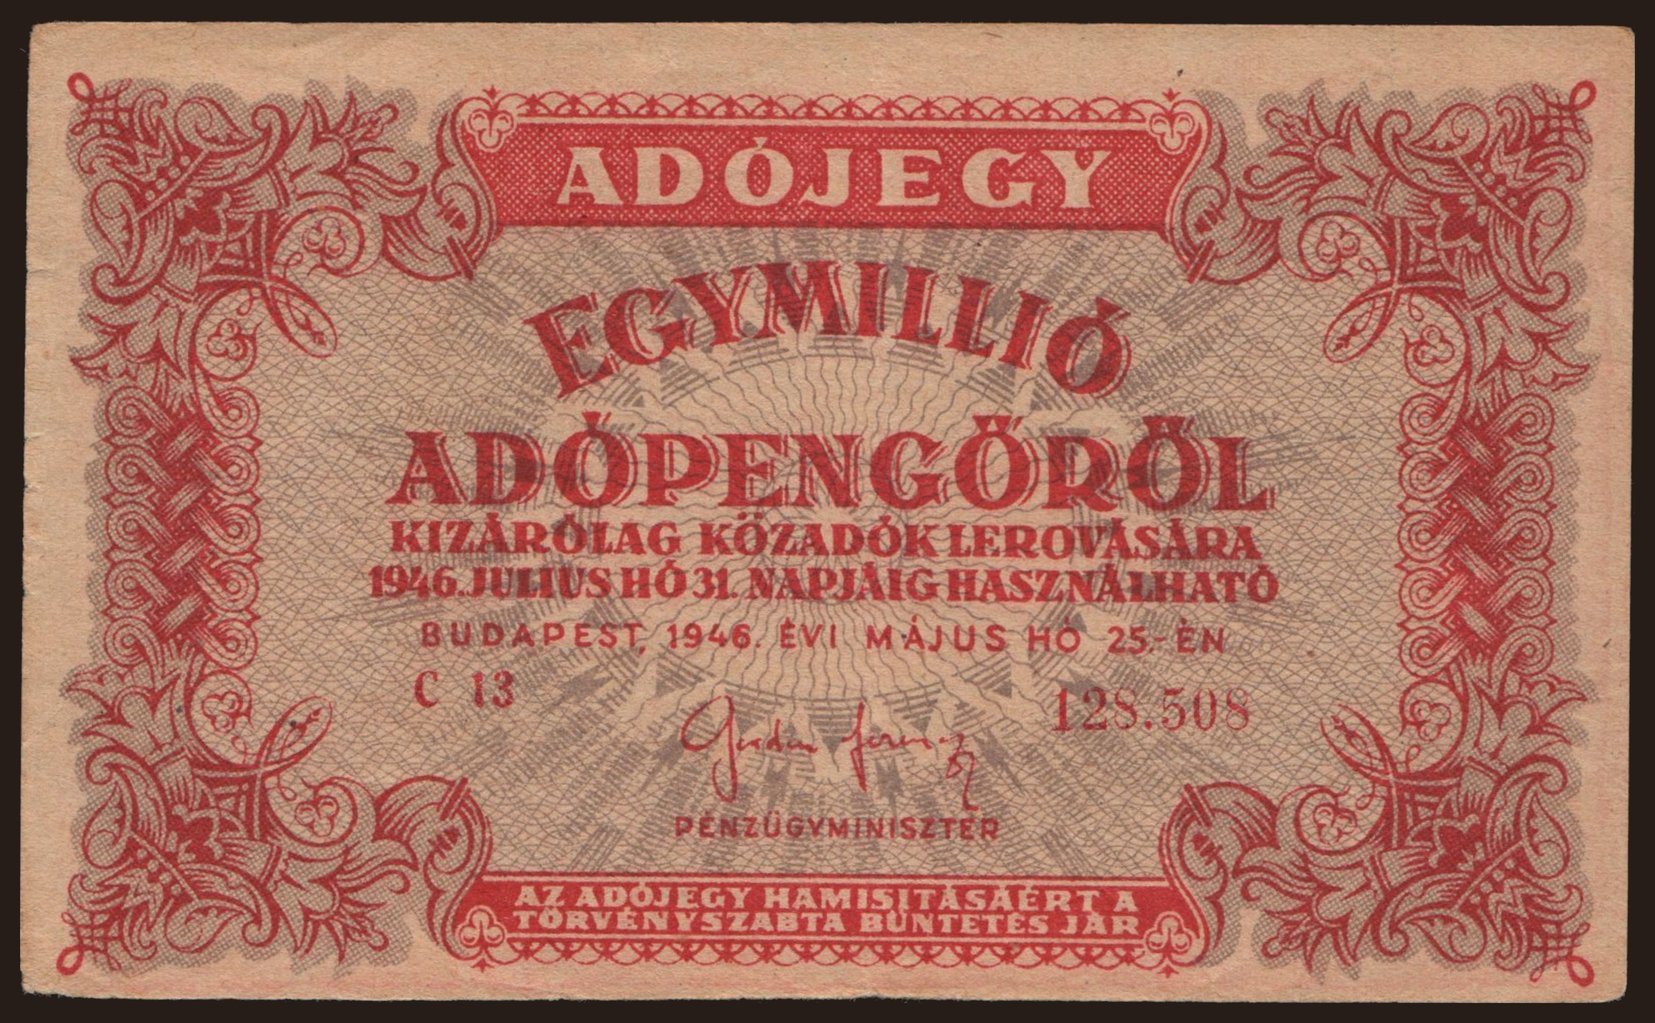 ADÓJEGY
EGYMILLIÓ
ADÓPENGŐRŐL
KIZÁRÓLAG KÖZADÓK LEROVÁSÁRA
1946. JULIUS HÓ 31. NAPJÁIG HASZNÁLHATÓ
BUDAPEST, 1946. ÉVI MÁJUS HÓ 25.-ÉN
C 13 128.508
PÉNZÜGYMINISZTER
AZ ADÓJEGY HAMISITÁSÁÉRT A
TÖRVÉNYSZABTA BÜNTETÉS JÁR